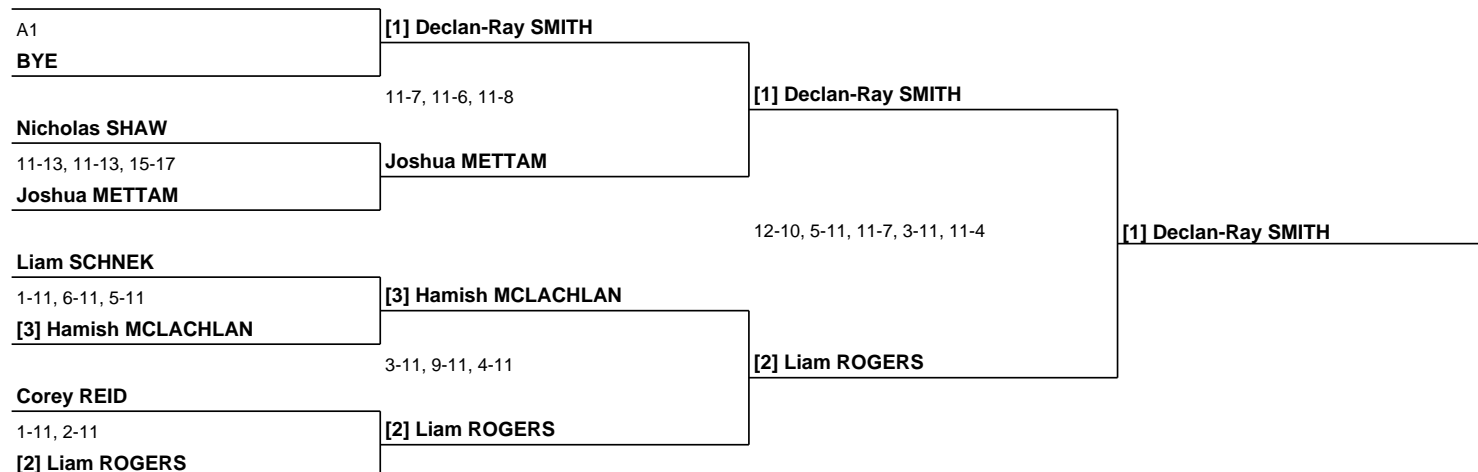 A1
BYE
[1] Declan-Ray SMITH
11-7, 11-6, 11-8
[1] Declan-Ray SMITH
Nicholas SHAW
11-13, 11-13, 15-17
Joshua METTAM
Joshua METTAM
12-10, 5-11, 11-7, 3-11, 11-4
[1] Declan-Ray SMITH
Liam SCHNEK
1-11, 6-11, 5-11
[3] Hamish MCLACHLAN
[3] Hamish MCLACHLAN
3-11, 9-11, 4-11
[2] Liam ROGERS
Corey REID
1-11, 2-11
[2] Liam ROGERS
[2] Liam ROGERS